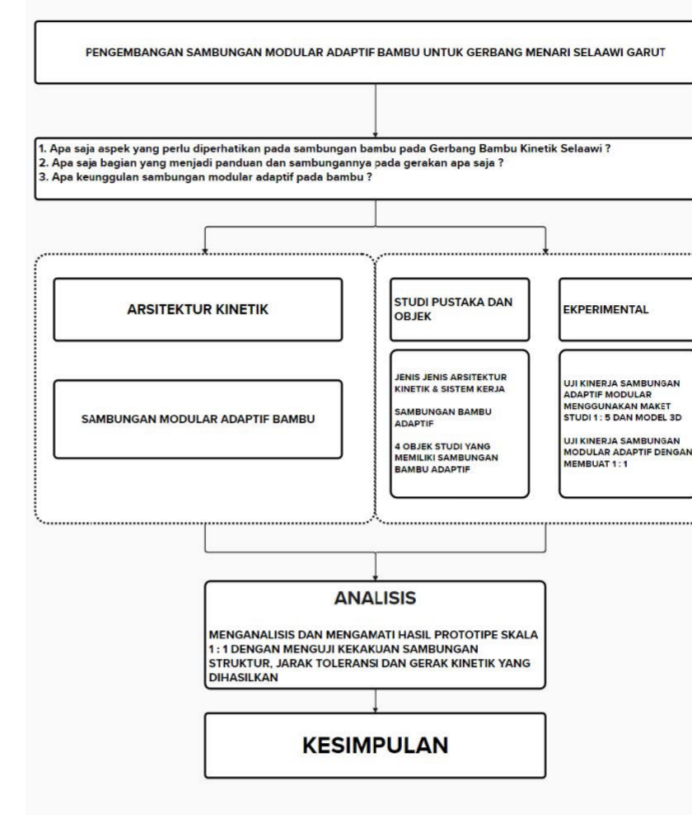 PENGEMBANGAN SAMBUNGAN MODULAR ADAPTIF BAMBU UNTUK GERBANG MENARI SELAAWI GARUT
1. Apa saja aspek yang perlu diperhatikan pada sambungan bambu pada Gerbang Bambu Kinetik Selaawi ?
2. Apa saja bagian yang menjadi panduan dan sambungannya pada gerakan apa saja ?
3. Apa keunggulan sambungan modular adaptif pada bambu ?
ARSITEKTUR KINETIK
SAMBUNGAN MODULAR ADAPTIF BAMBU
STUDI PUSTAKA DAN
OBJEK
JENIS JENIS ARSITEKTUR
KINETIK & SISTEM KERJA
SAMBUNGAN BAMBU
ADAPTIF
4 OBJEK STUDI YANG
MEMILIKI SAMBUNGAN
BAMBU ADAPTIF
EKPERIMENTAL
UJI KINERJA SAMBUNGAN
ADAPTIF MODULAR
MENGGUNAKAN MAKET
STUDI 1 : 5 DAN MODEL 3D
UJI KINERJA SAMBUNGAN
MODULAR ADAPTIF DENGAN
MEMBUAT 1 : 1
ANALISIS
MENGANALISIS DAN MENGAMATI HASIL PROTOTIPE SKALA
1 : 1 DENGAN MENGUJI KEKAKUAN SAMBUNGAN
STRUKTUR, JARAK TOLERANSI DAN GERAK KINETIK YANG
DIHASILKAN
KESIMPULAN